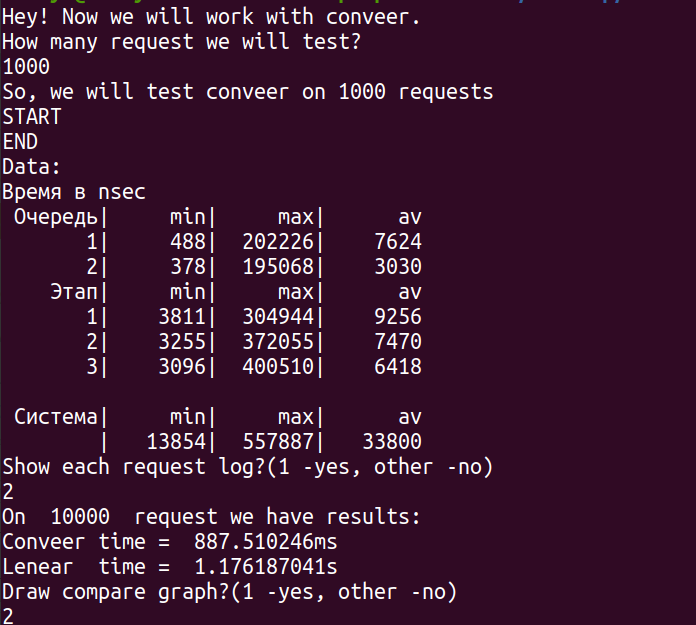 Hey! Now we will work with conveer.
How many request we will test?
1000
So, we will test conveer on 1000 requests
START
END
Data:
Время в nsec
Очередь| min| max| av
1| 488| 202226| 7624
2| 378| 195068| 3030
Этап| min| max| av
1| 3811| 304944| 9256
2| 3255| 372055| 7470
3| 3096| 400510| 6418
Система| min| max| av
| 13854| 557887| 33800
Show each request log?(1 -yes, other -no)
2
On  10000  request we have results:
Conveer time =  887.510246ms
Lenear  time =  1.176187041s
Draw compare graph?(1 -yes, other -no)
2